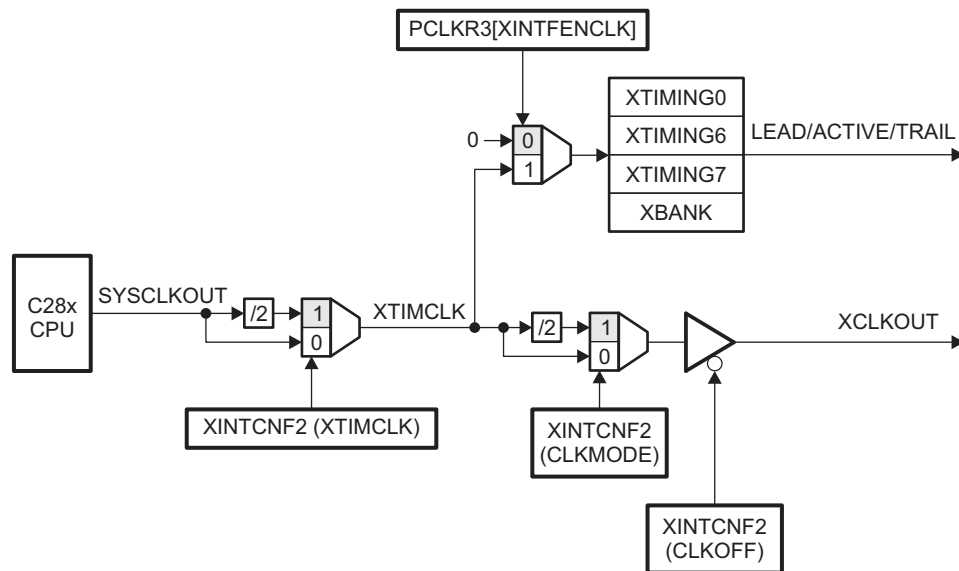 PCLKR3[XINTFENCLK]
XTIMING0
0
0
XTIMING6
LEAD/ACTIVE/TRAIL
1
XTIMING7
XBANK
C28x
CPU
SYSCLKOUT
/2
1
0
XTIMCLK
/2
1
0
XCLKOUT
XINTCNF2 (XTIMCLK)
XINTCNF2
(CLKMODE)
XINTCNF2
(CLKOFF)